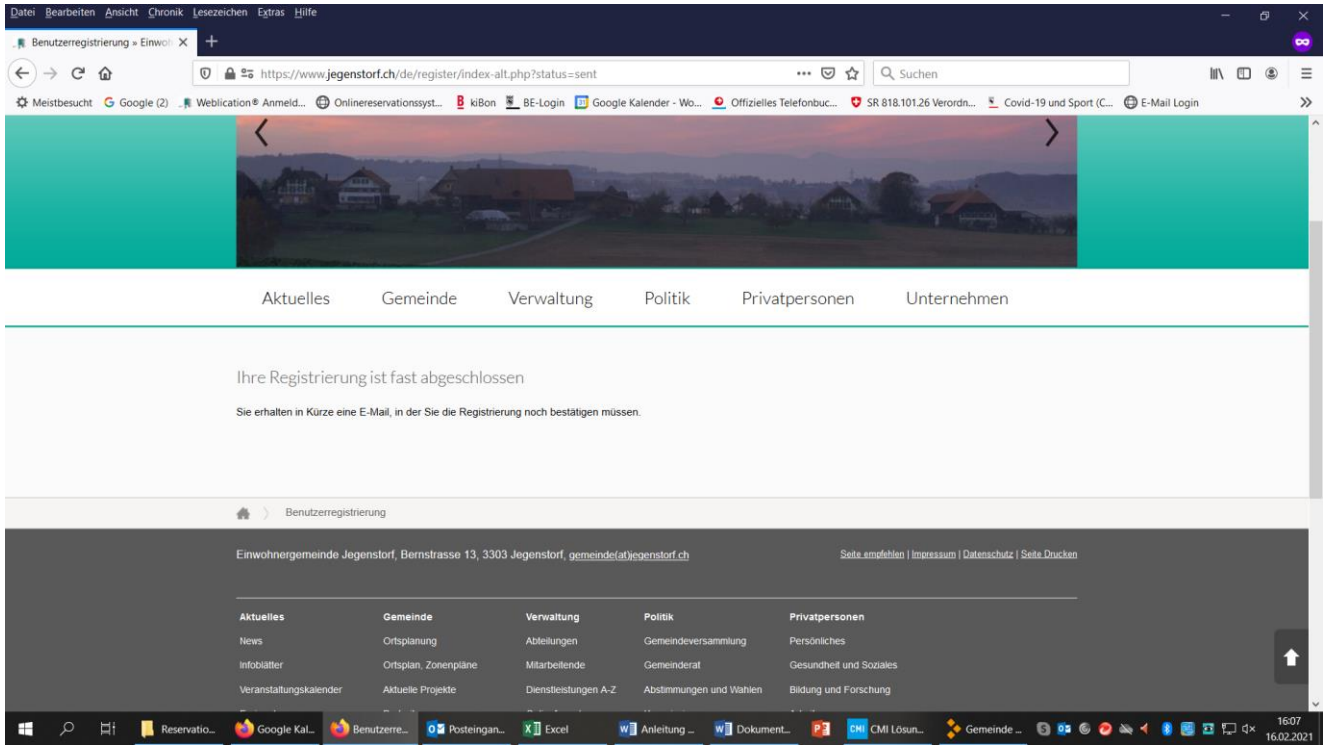 Datei Bearbeiten Ansicht Chronik Lesezeichen Extras Hilfe
Benutzerregistrierung » Einwoh
https://www.jegenstorf.ch/de/register/index-alt.php?status=sent
Suchen
Meistbesucht Google (2) Weblication® Anmeld... Onlinereservationssyst... kiBon BE-Login Google Kalender - Wo... Offizielles Telefonbuc... SR 818.101.26 Verordn... Covid-19 und Sport (C... E-Mail Login
Aktuelles Gemeinde Verwaltung Politik Privatpersonen Unternehmen
Ihre Registrierung ist fast abgeschlossen
Sie erhalten in Kürze eine E-Mail, in der Sie die Registrierung noch bestätigen müssen.
Benutzerregistrierung
Einwohnergemeinde Jegenstorf, Bernstrasse 13, 3303 Jegenstorf, gemeinde(at)jegenstorf.ch Seite empfehlen | Impressum | Datenschutz | Seite Drucken
Aktuelles Gemeinde Verwaltung Politik Privatpersonen
News Ortsplanung Abteilungen Gemeindeversammlung Persönliches
Infoblätter Ortsplan, Zonenpläne Mitarbeitende Gemeinderat Gesundheit und Soziales
Veranstaltungskalender Aktuelle Projekte Dienstleistungen A-Z Abstimmungen und Wahlen Bildung und Forschung
Reservatio... Google Kal... Benutzerre... Posteingan... Excel Anleitung ... Dokument... CMI CMI Lösun... Gemeinde ... 16:07
16.02.2021